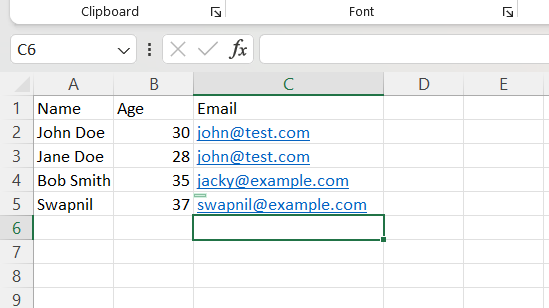 Clipboard Font
C6 fx
A B C D E
1 Name Age Email
2 John Doe 30 john@test.com
3 Jane Doe 28 john@test.com
4 Bob Smith 35 jacky@example.com
5 Swapnil 37 swapnil@example.com
6
7
8
9